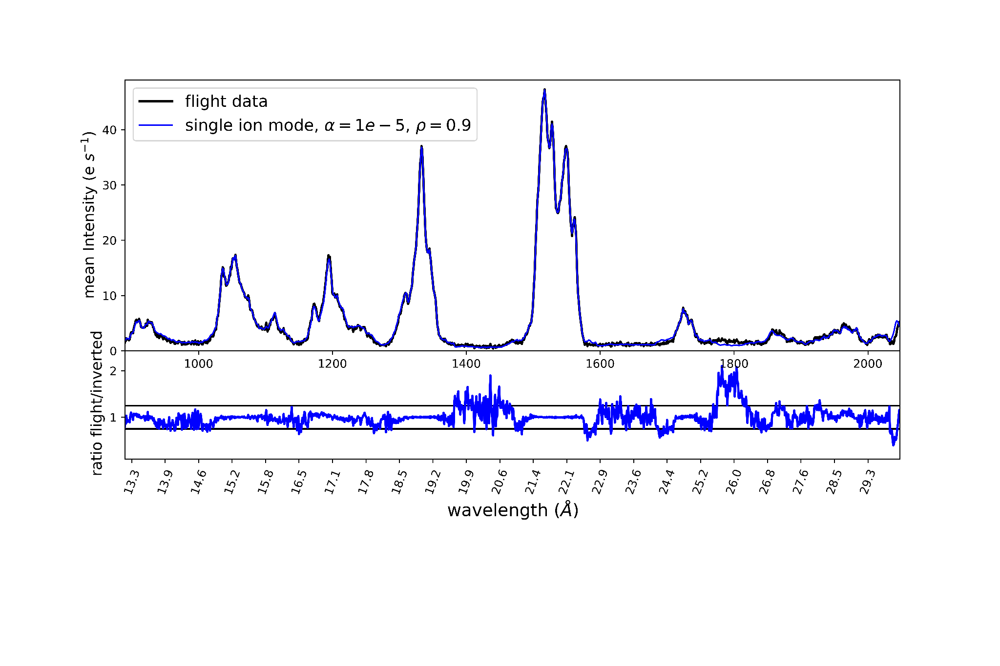 flight data
single ion mode, α = 1e − 5, ρ = 0.9
mean Intensity (e s⁻¹)
40
30
20
10
0
1000 1200 1400 1600 1800 2000
ratio flight/inverted
2
1
13.3 13.9 14.6 15.2 15.8 16.5 17.1 17.8 18.5 19.2 19.9 20.6 21.4 22.1 22.9 23.6 24.4 25.2 26.0 26.8 27.6 28.5 29.3
wavelength (Å)